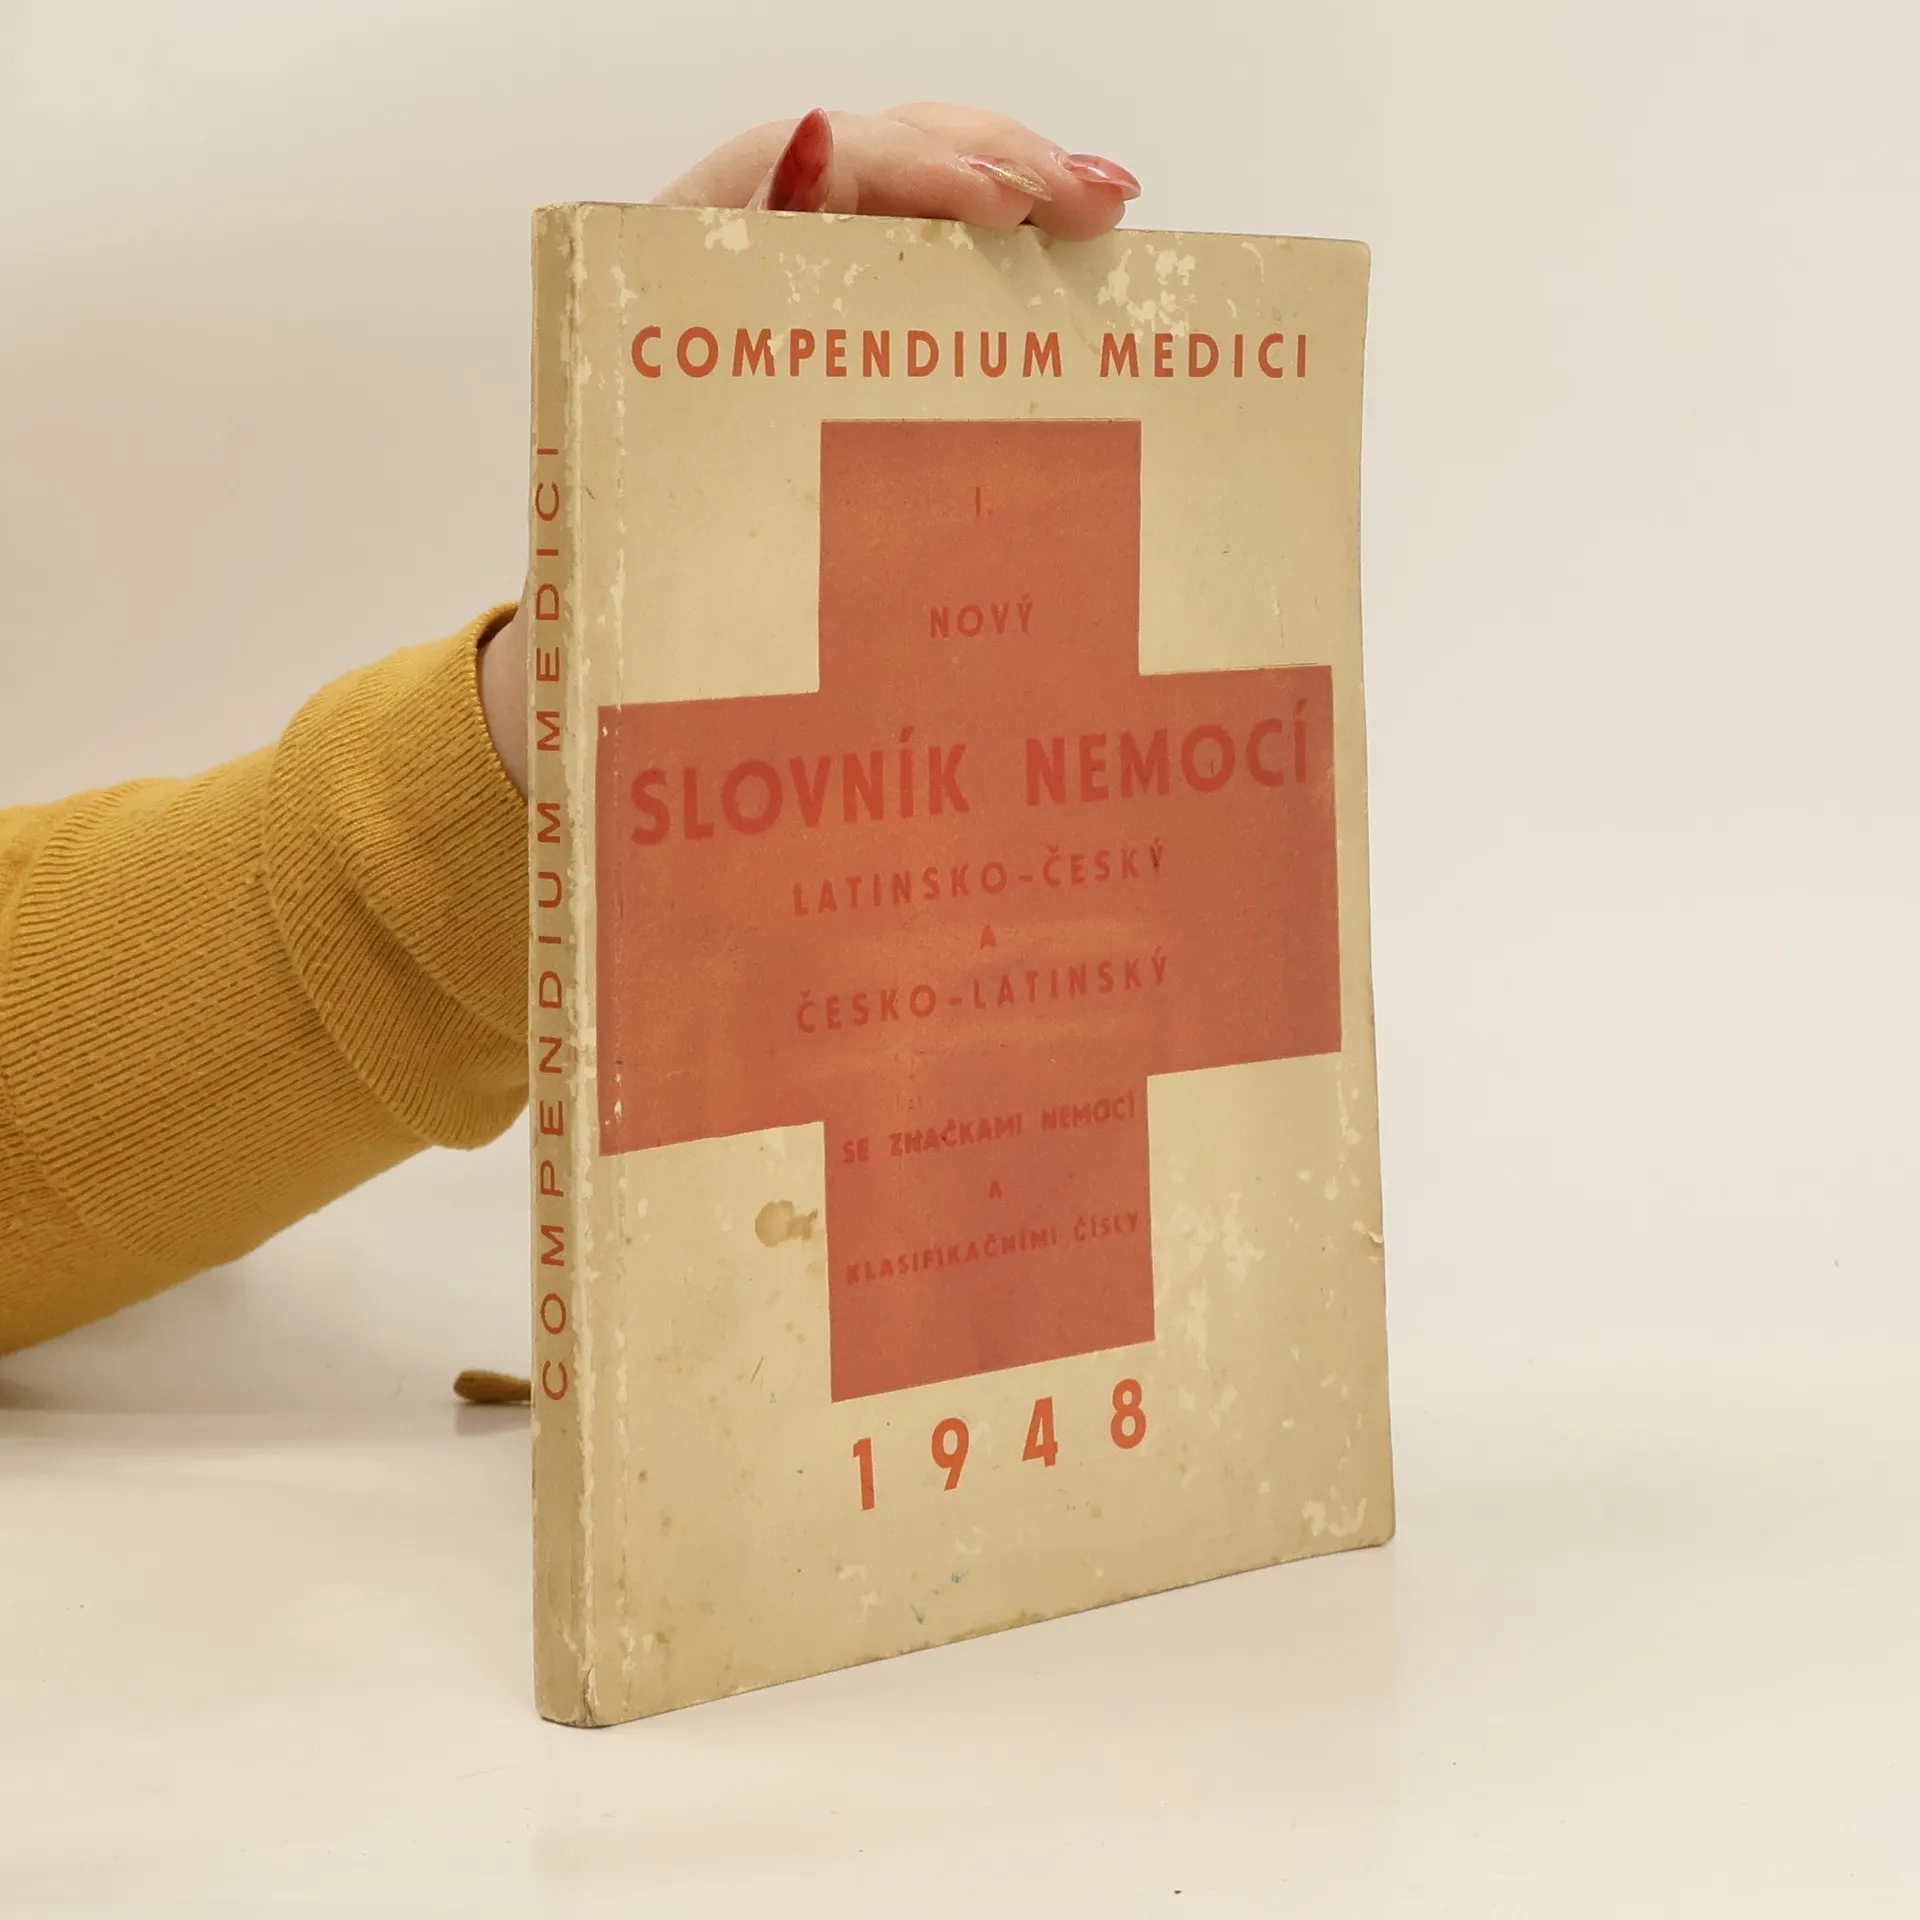 COMPENDIUM MEDICI
COMPENDIUM MEDICI
I.
NOVÝ
SLOVNÍK NEMOCÍ
LATINSKO-ČESKÝ
A
ČESKO-LATINSKÝ
SE ZNAČKAMI NEMOCÍ
A
KLASIFIKAČNÍMI ČÍSLY
1948